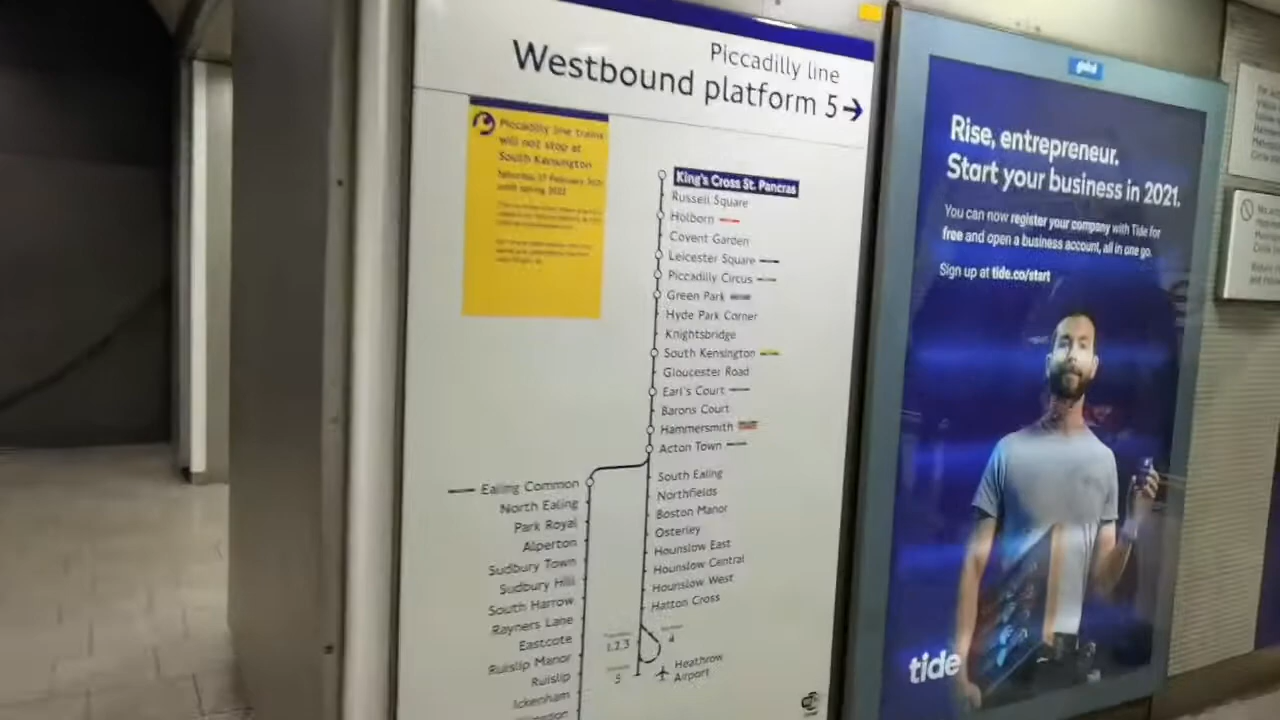 Piccadilly line
Westbound platform 5→
Piccadilly line trains
will not stop at
South Kensington
King's Cross St. Pancras
Russell Square
Holborn
Covent Garden
Leicester Square
Piccadilly Circus
Green Park
Hyde Park Corner
Knightsbridge
South Kensington
Gloucester Road
Earl's Court
Barons Court
Hammersmith
Acton Town
Ealing Common
North Ealing
Park Royal
Alperton
Sudbury Town
Sudbury Hill
South Harrow
Rayners Lane
Eastcote
Ruislip Manor
Ruislip
Ickenham
South Ealing
Northfields
Boston Manor
Osterley
Hounslow East
Hounslow Central
Hounslow West
Hatton Cross
1,2,3
4
5
Heathrow
Airport
Rise, entrepreneur.
Start your business in 2021.
You can now register your company with Tide for
free and open a business account, all in one go.
Sign up at tide.co/start
tide